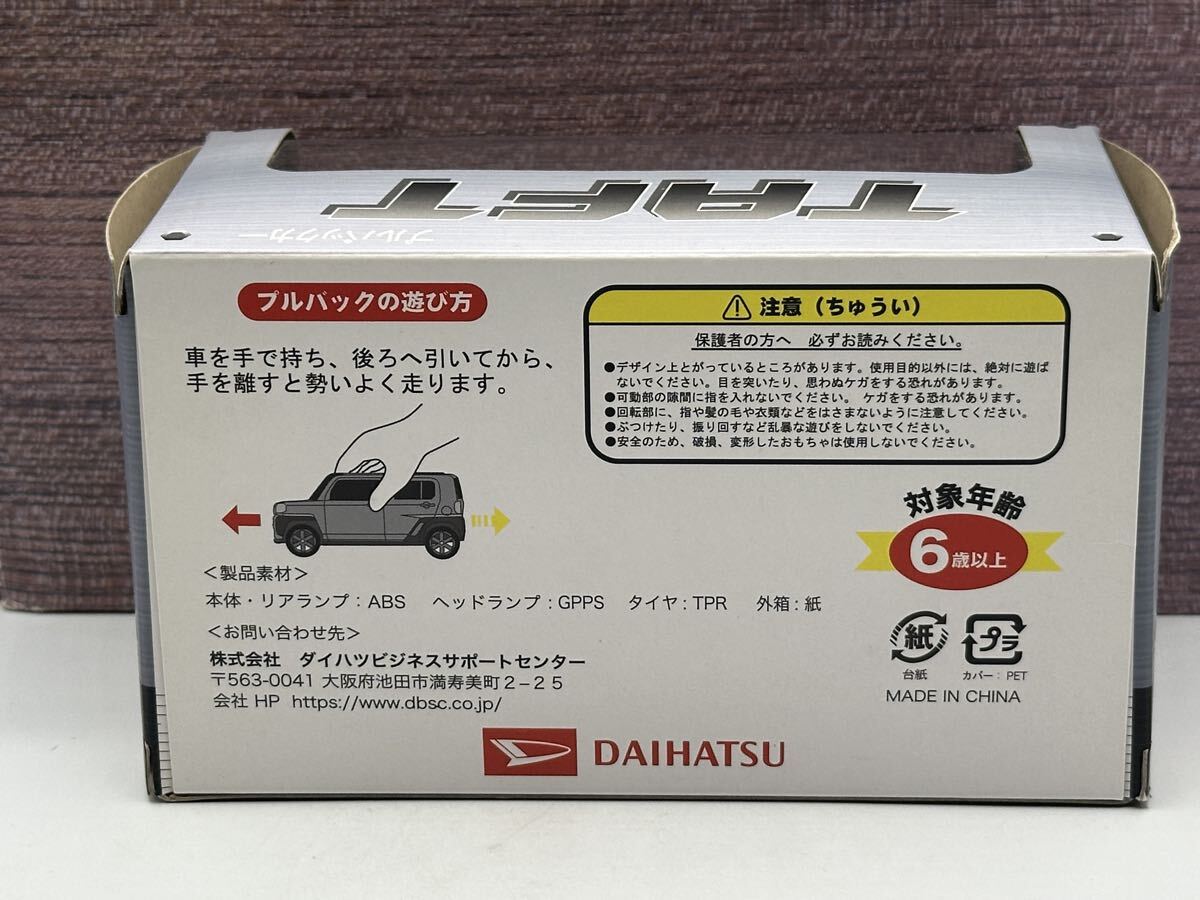 TAFT
プルバックカー
プルバックの遊び方
車を手で持ち、後ろへ引いてから、
手を離すと勢いよく走ります。
<製品素材>
本体・リアランプ:ABS ヘッドランプ:GPPS タイヤ:TPR 外箱:紙
<お問い合わせ先>
株式会社 ダイハツビジネスサポートセンター
〒563-0041 大阪府池田市満寿美町2-25
会社HP https://www.dbsc.co.jp/
注意(ちゅうい)
保護者の方へ 必ずお読みください。
●デザイン上とがっているところがあります。使用目的以外には、絶対に遊ば
ないでください。目を突いたり、思わぬケガをする恐れがあります。
●可動部の隙間に指を入れないでください。 ケガをする恐れがあります。
●回転部に、指や髪の毛や衣類などをはさまないように注意してください。
●ぶつけたり、振り回すなど乱暴な遊びをしないでください。
●安全のため、破損、変形したおもちゃは使用しないでください。
対象年齢
6歳以上
紙
台紙
プラ
カバー:PET
MADE IN CHINA
DAIHATSU